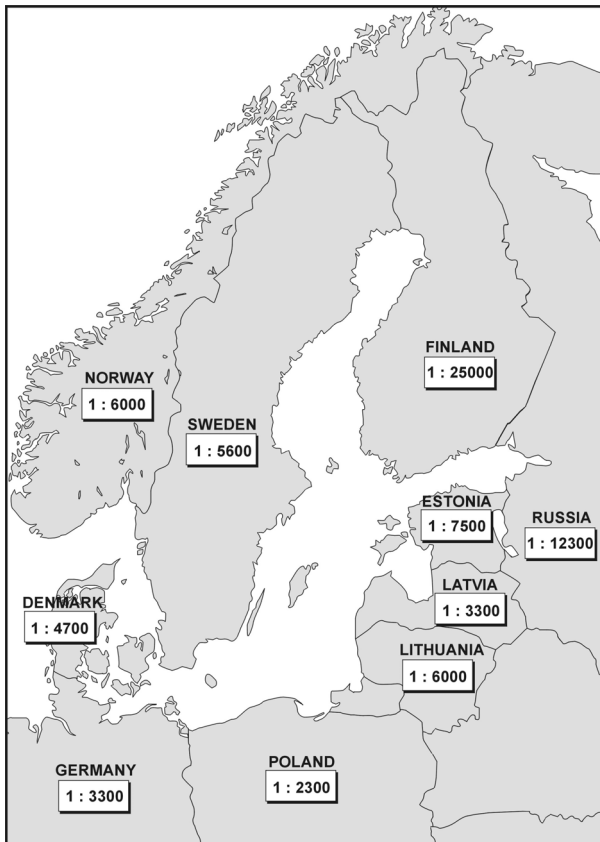 FINLAND
1 : 25000
NORWAY
1 : 6000
SWEDEN
1 : 5600
ESTONIA
1 : 7500
RUSSIA
1 : 12300
LATVIA
1 : 3300
DENMARK
1 : 4700
LITHUANIA
1 : 6000
POLAND
1 : 2300
GERMANY
1 : 3300